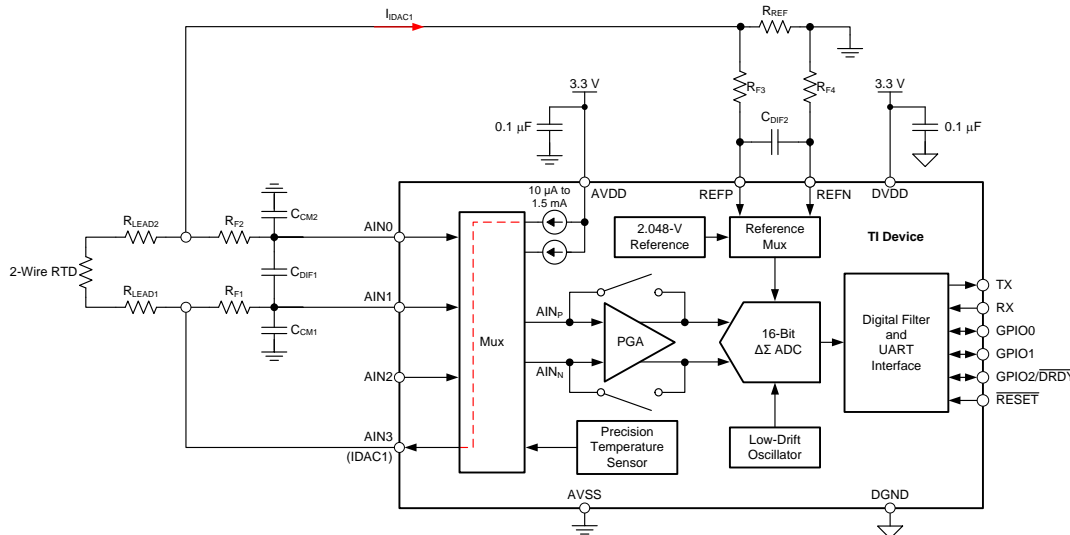 IIDAC1
RREF
3.3 V
RF3
RF4
3.3 V
CDIF2
0.1 µF
0.1 µF
10 µA to
1.5 mA
AVDD
REFP
REFN
DVDD
CCM2
RLEAD2
RF2
AIN0
2.048-V
Reference
Reference
Mux
TI Device
2-Wire RTD
CDIF1
RLEAD1
RF1
AIN1
TX
RX
GPIO0
GPIO1
GPIO2/DRDY
RESET
CCM1
Mux
AINP
PGA
AINN
16-Bit
ΔΣ ADC
Digital Filter
and
UART
Interface
AIN2
AIN3
(IDAC1)
Precision
Temperature
Sensor
Low-Drift
Oscillator
AVSS
DGND